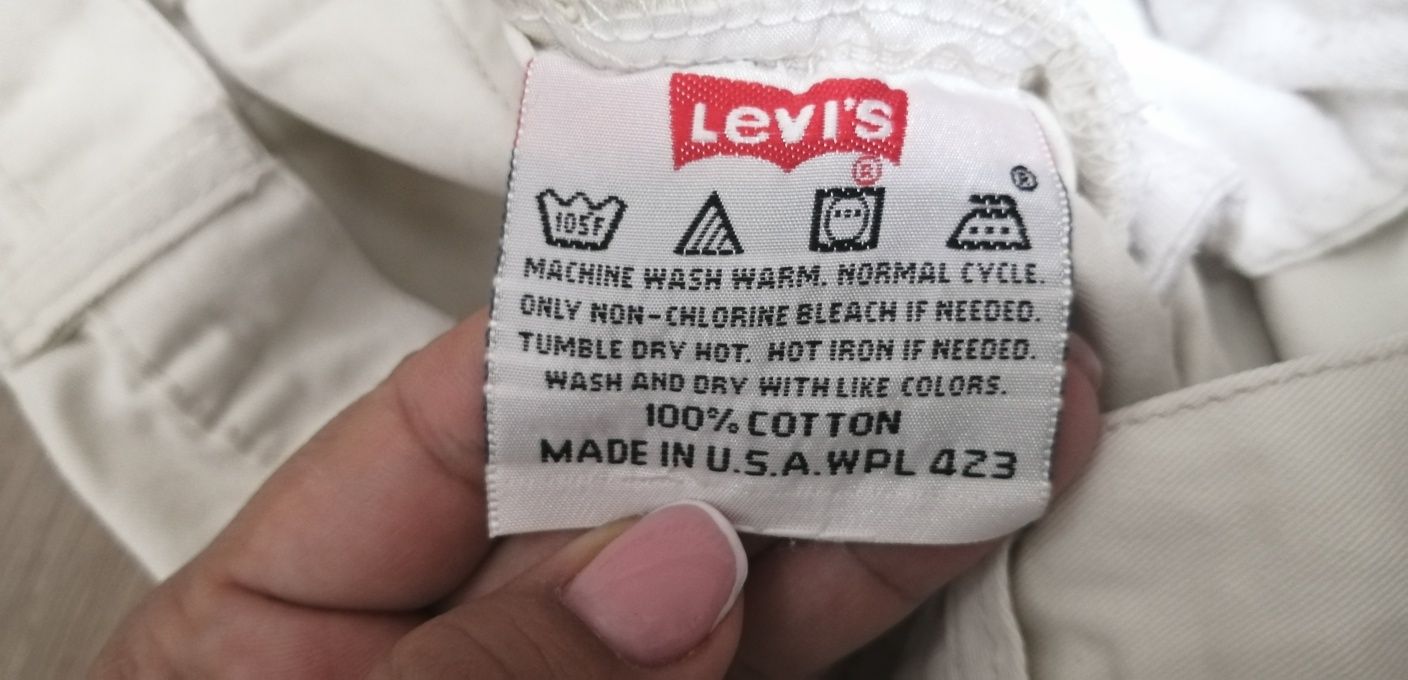 Levi's
®
®
105F
MACHINE WASH WARM. NORMAL CYCLE.
ONLY NON-CHLORINE BLEACH IF NEEDED.
TUMBLE DRY HOT. HOT IRON IF NEEDED.
WASH AND DRY WITH LIKE COLORS.
100% COTTON
MADE IN U.S.A. WPL 423